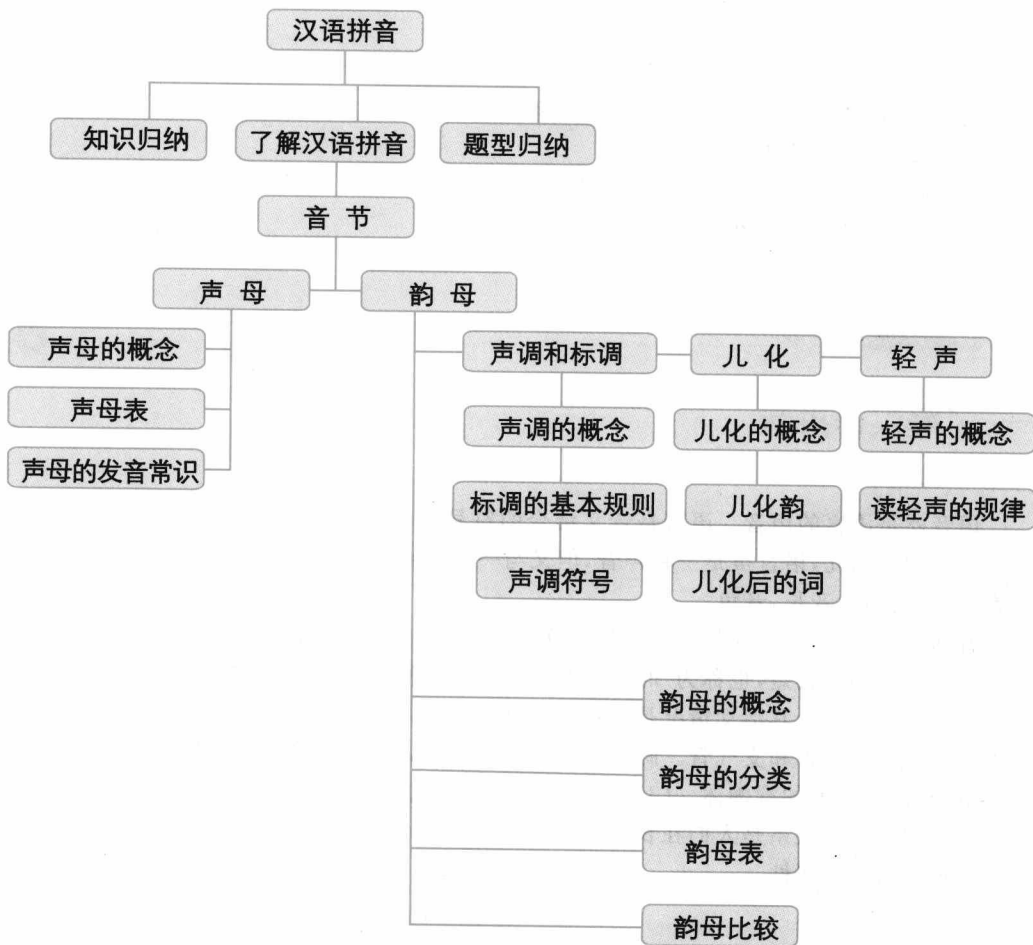 汉语拼音
知识归纳
了解汉语拼音
题型归纳
音 节
声 母
韵 母
声母的概念
声母表
声母的发音常识
声调和标调
儿 化
轻 声
声调的概念
儿化的概念
轻声的概念
标调的基本规则
儿化韵
读轻声的规律
声调符号
儿化后的词
韵母的概念
韵母的分类
韵母表
韵母比较